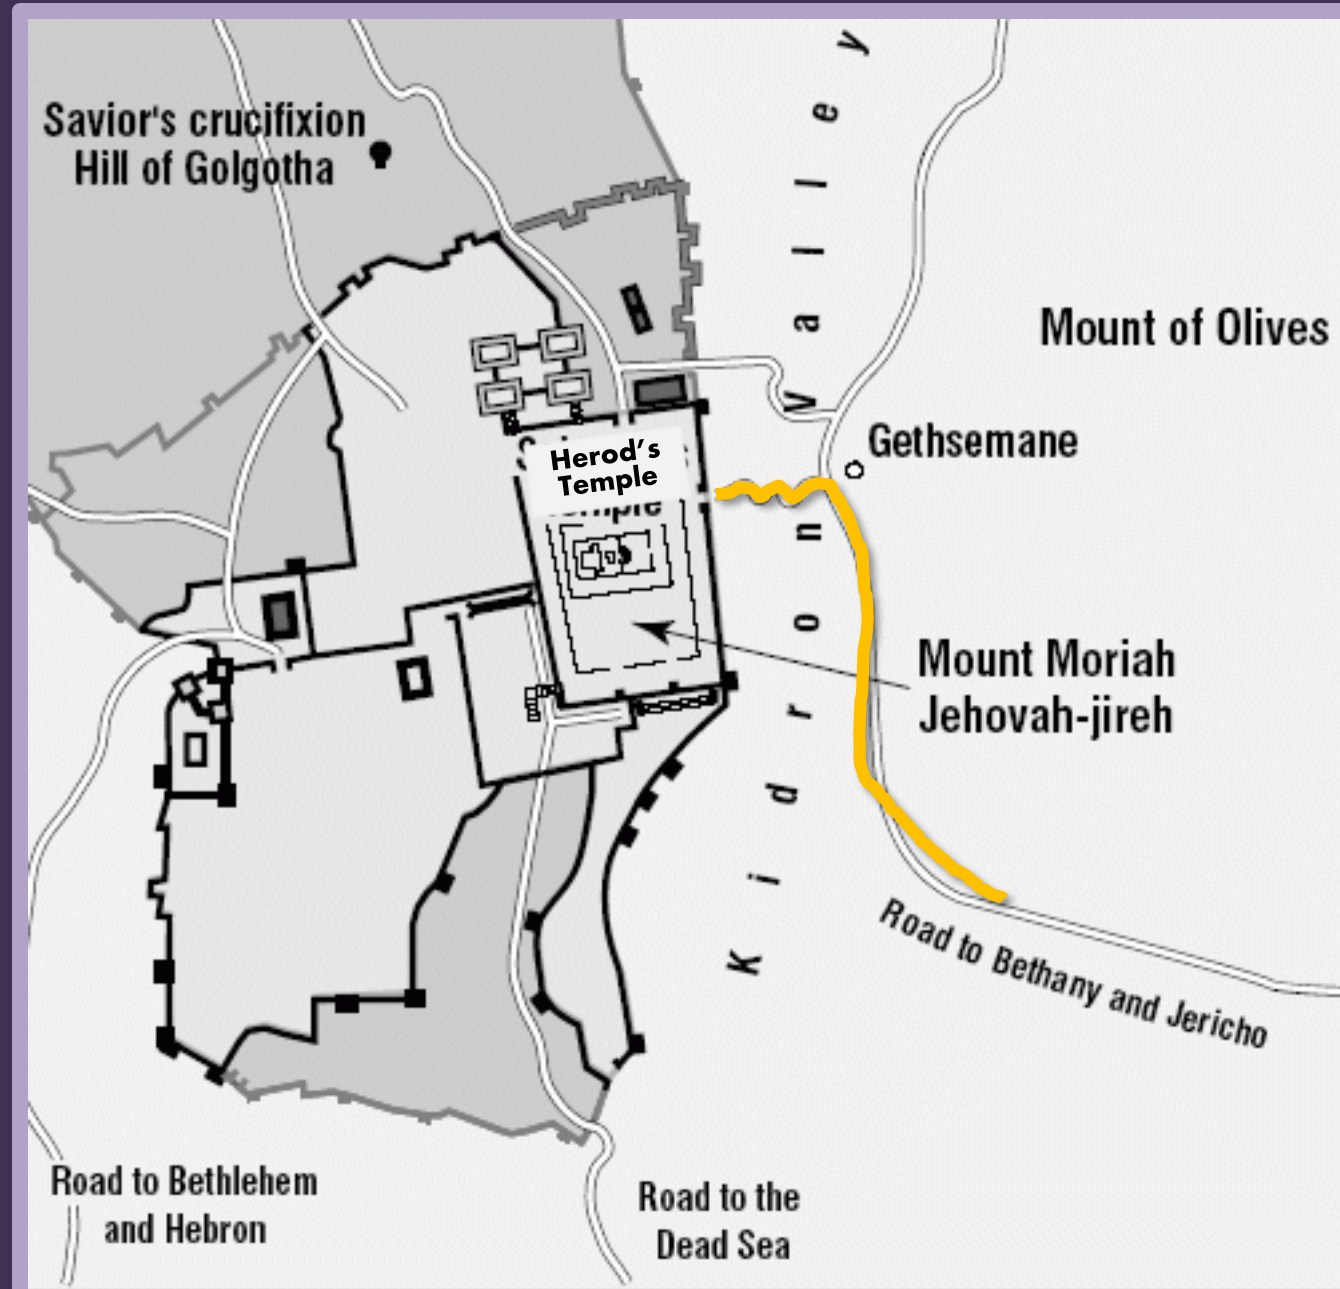 Savior's crucifixion
Hill of Golgotha
Mount of Olives
Gethsemane
Herod's
Temple
Kidron Valley
Mount Moriah
Jehovah-jireh
Road to Bethany and Jericho
Road to Bethlehem
and Hebron
Road to the
Dead Sea